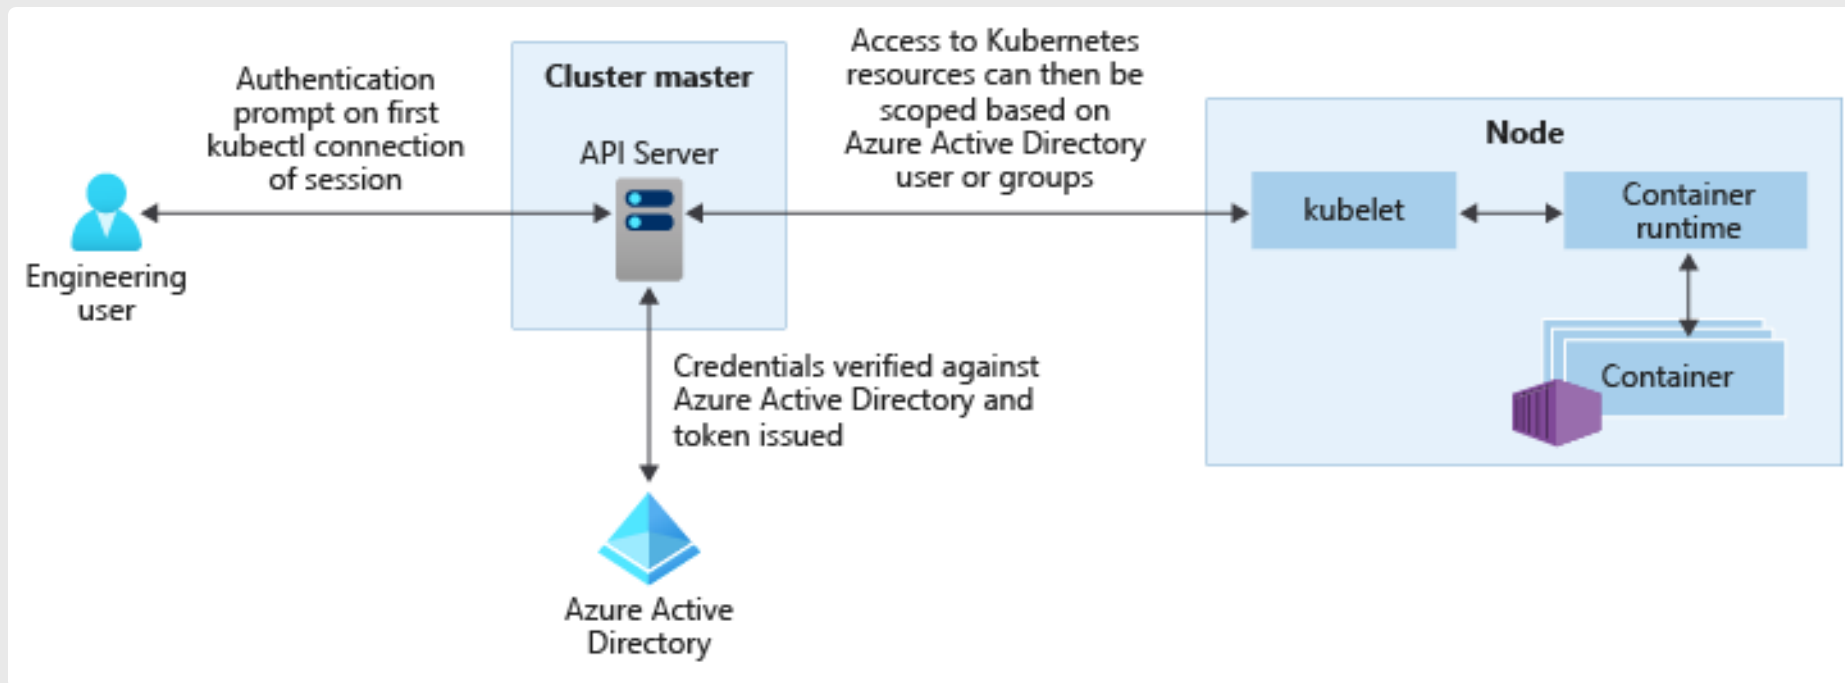 Authentication
prompt on first
kubectl connection
of session
Engineering
user
Cluster master
API Server
Access to Kubernetes
resources can then be
scoped based on
Azure Active Directory
user or groups
Credentials verified against
Azure Active Directory and
token issued
Azure Active
Directory
Node
kubelet
Container
runtime
Container